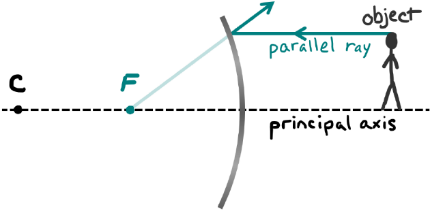 object
parallel ray
F
C
principal axis